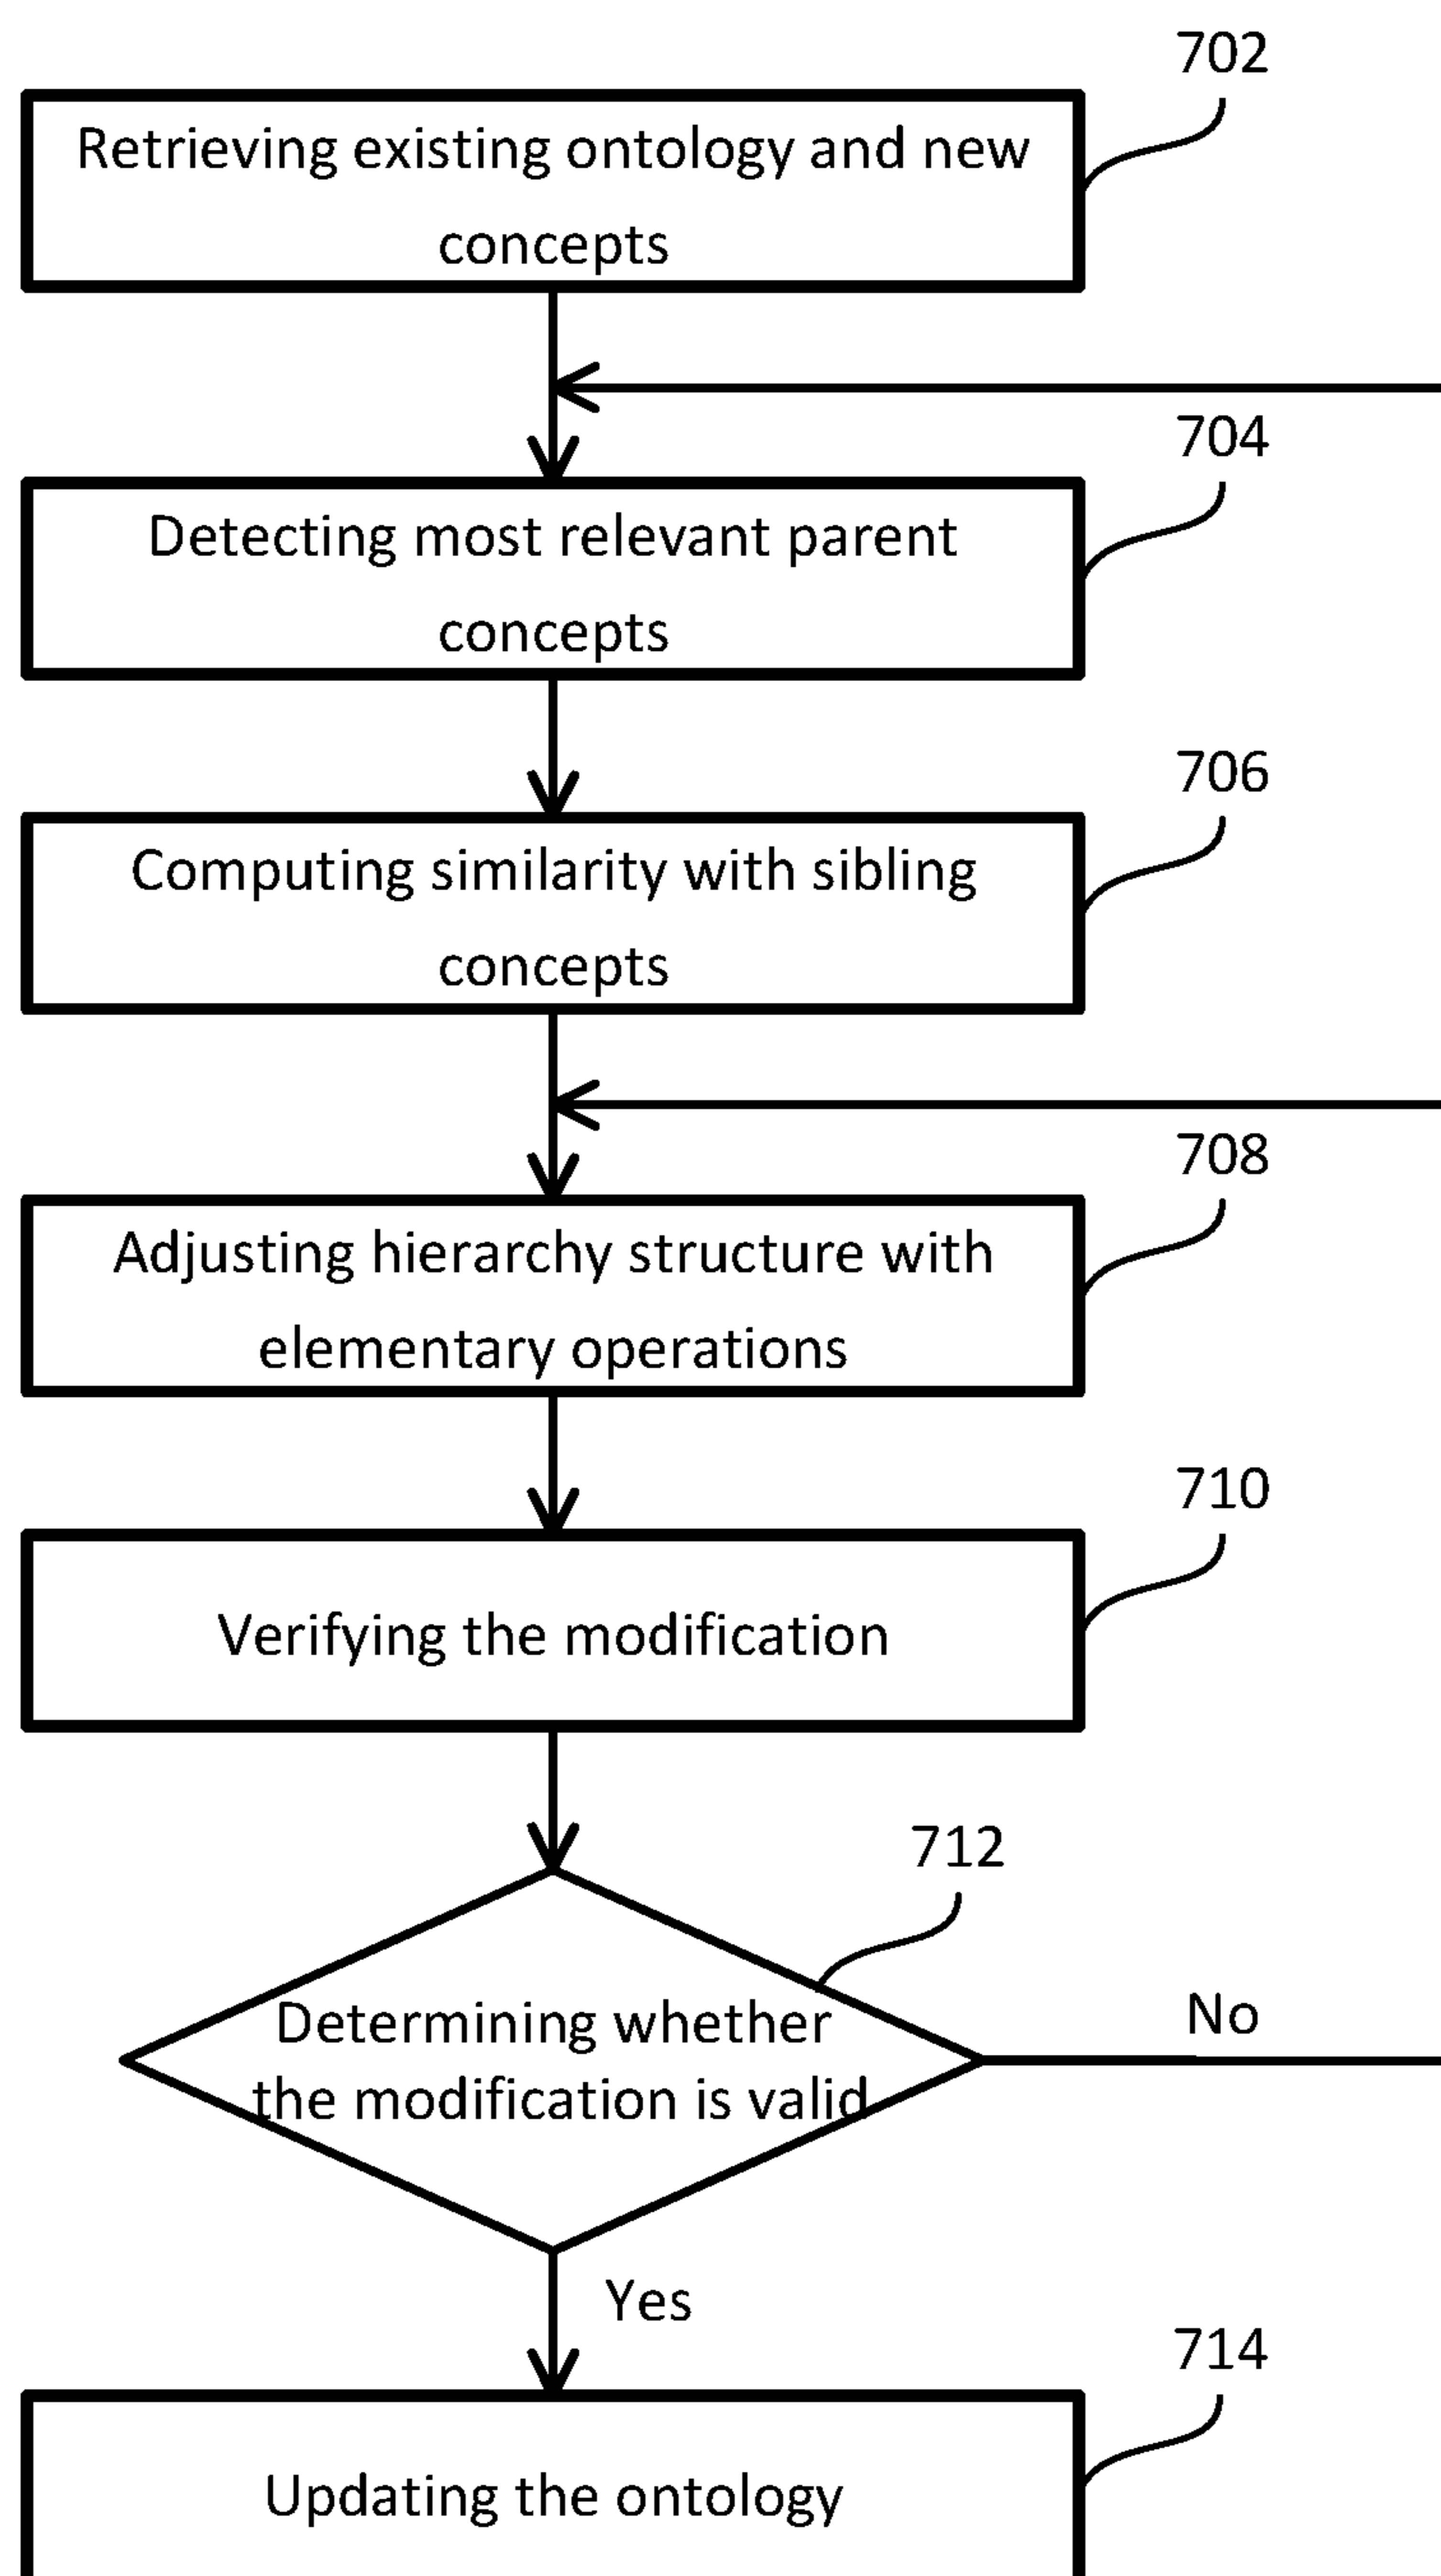 702
Retrieving existing ontology and new
concepts
704
Detecting most relevant parent
concepts
706
Computing similarity with sibling
concepts
708
Adjusting hierarchy structure with
elementary operations
710
Verifying the modification
712
Determining whether
the modification is valid
No
Yes
714
Updating the ontology